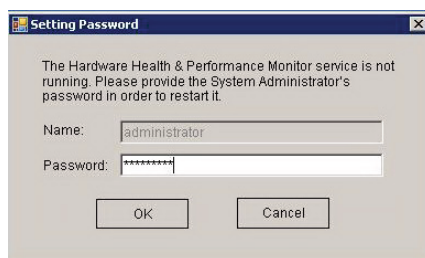 Setting Password
The Hardware Health & Performance Monitor service is not
running. Please provide the System Administrator's
password in order to restart it.
Name: administrator
Password: *********
OK Cancel